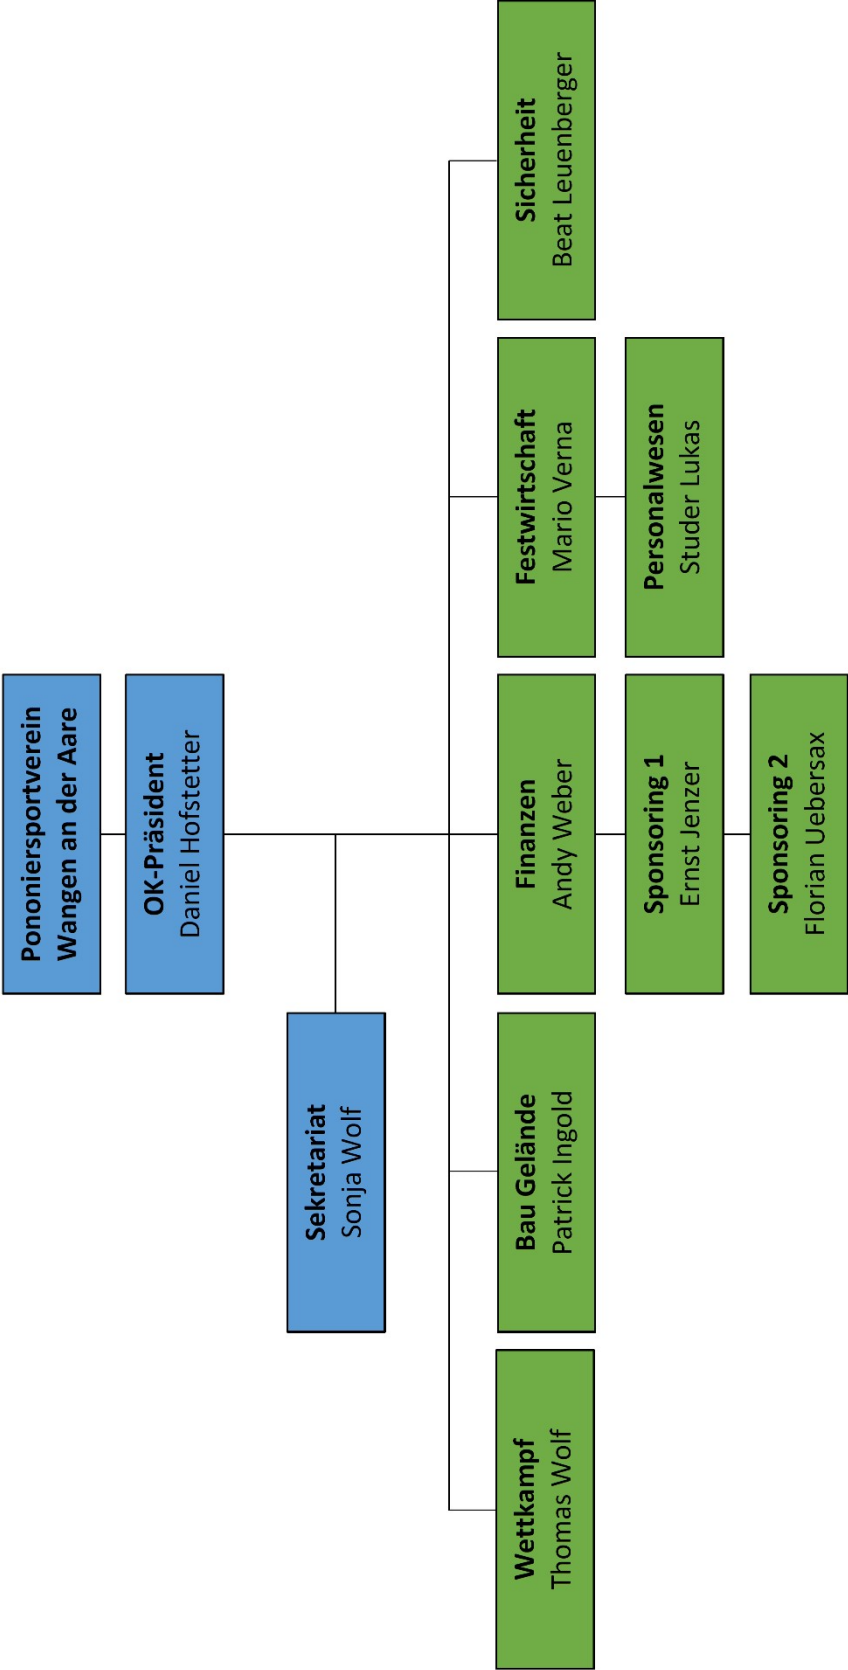 Pononiersportverein
Wangen an der Aare
OK-Präsident
Daniel Hofstetter
Sekretariat
Sonja Wolf
Wettkampf
Thomas Wolf
Bau Gelände
Patrick Ingold
Finanzen
Andy Weber
Festwirtschaft
Mario Verna
Sicherheit
Beat Leuenberger
Sponsoring 1
Ernst Jenzer
Personalwesen
Studer Lukas
Sponsoring 2
Florian Uebersax